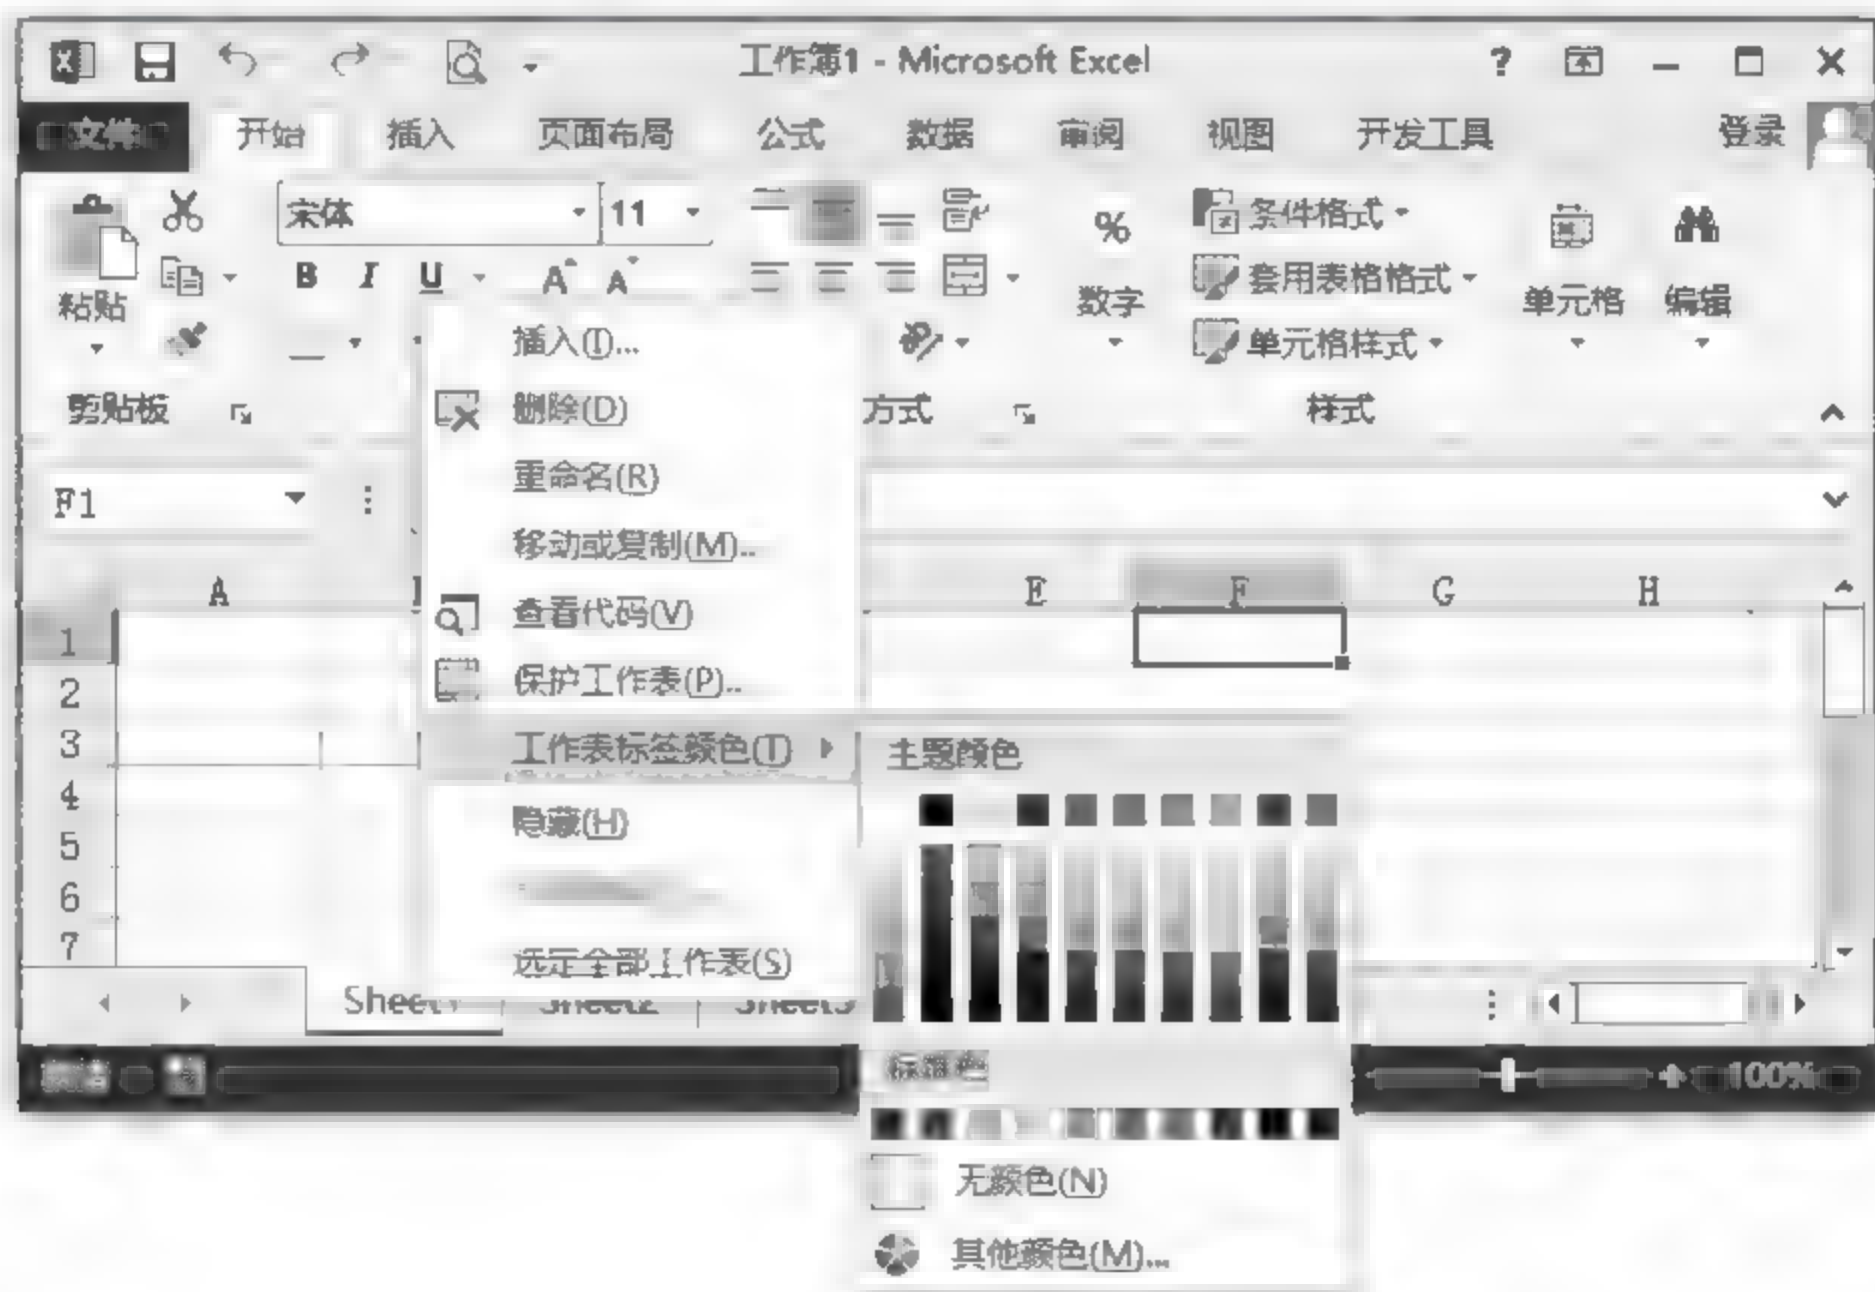 工作簿1 - Microsoft Excel
文件 开始 插入 页面布局 公式 数据 审阅 视图 开发工具 登录
宋体 11
条件格式
B I U A A
套用表格格式
粘贴 % 数字 单元格 编辑
单元格样式
剪贴板 方式 样式
F1
插入(I)...
删除(D)
重命名(R)
移动或复制(M)..
查看代码(V)
保护工作表(P)..
工作表标签颜色(T)
隐藏(H)
选定全部工作表(S)
A E F G H
1
2
3
4
5
6
7
主题颜色
Sheet1 Sheet2 Sheet3
标准色
100%
无颜色(N)
其他颜色(M)...